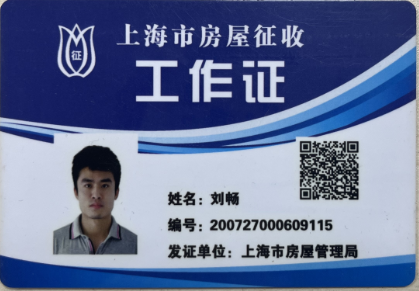 征
上海市房屋征收
工作证
姓名：刘畅
编号：200727000609115
发证单位：上海市房屋管理局